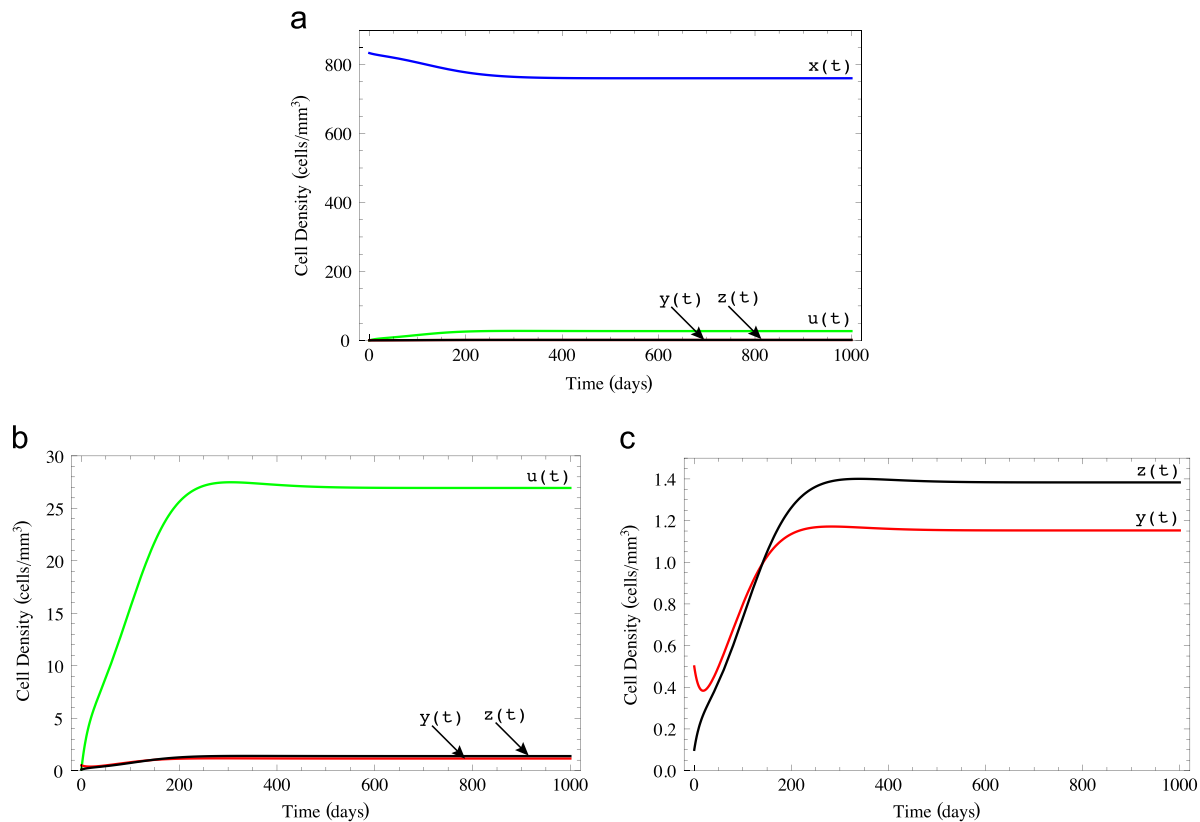 a
800
600
400
200
0
Cell Density (cells/mm³)
x(t)
y(t) z(t)
u(t)
0 200 400 600 800 1000
Time (days)
b
30
25
20
15
10
5
0
Cell Density (cells/mm³)
u(t)
y(t) z(t)
0 200 400 600 800 1000
Time (days)
c
1.4
1.2
1.0
0.8
0.6
0.4
0.2
0.0
Cell Density (cells/mm³)
z(t)
y(t)
0 200 400 600 800 1000
Time (days)